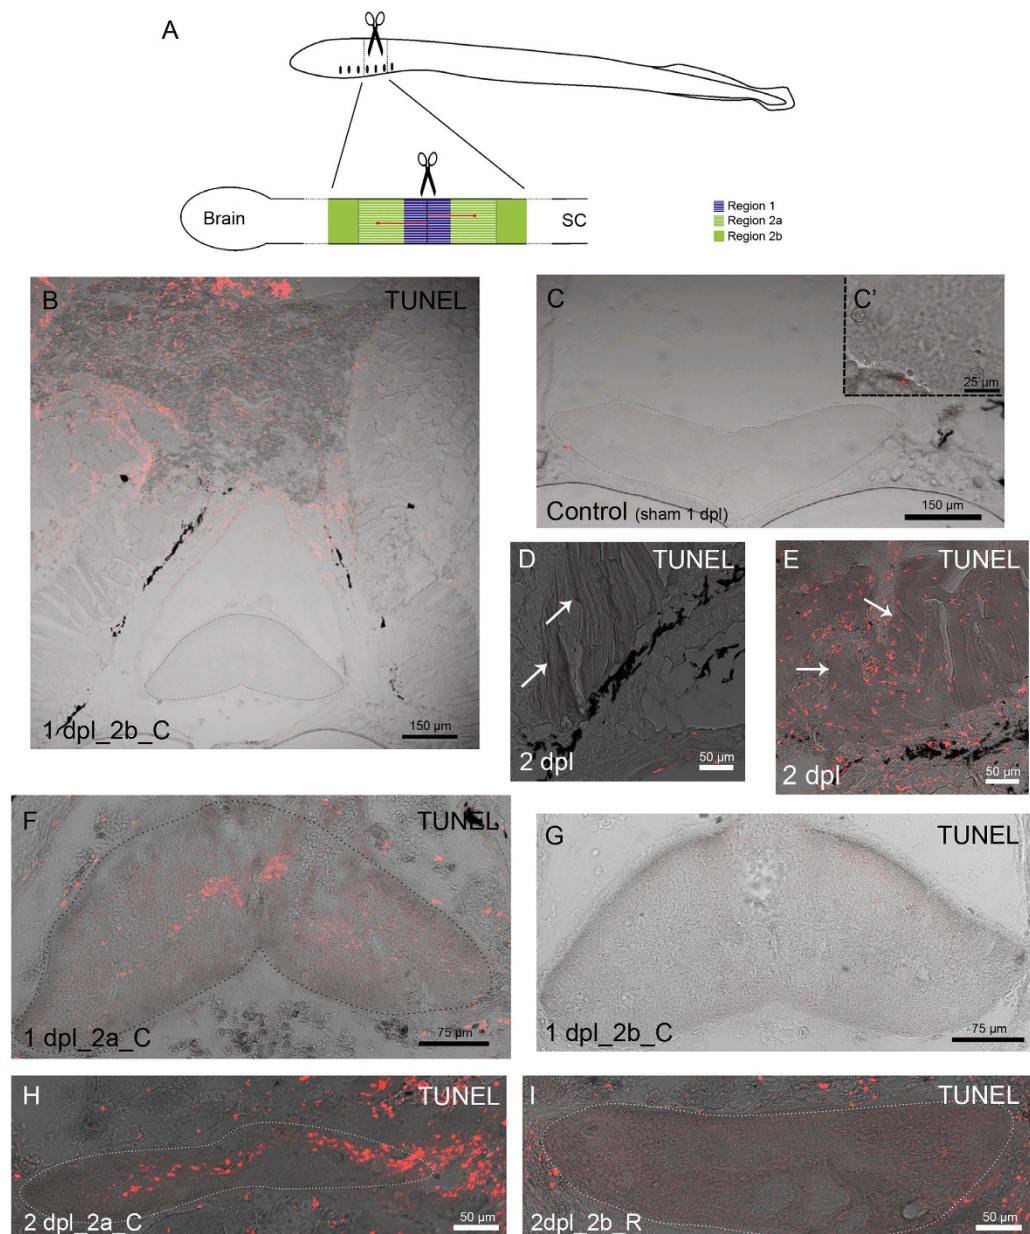 A
Brain
SC
Region 1
Region 2a
Region 2b
B
TUNEL
1 dpl_2b_C
150 µm
C
C'
25 µm
Control (sham 1 dpl)
150 µm
D
TUNEL
2 dpl
50 µm
E
TUNEL
2 dpl
50 µm
F
TUNEL
1 dpl_2a_C
75 µm
G
TUNEL
1 dpl_2b_C
75 µm
H
TUNEL
2 dpl_2a_C
50 µm
I
TUNEL
2dpl_2b_R
50 µm